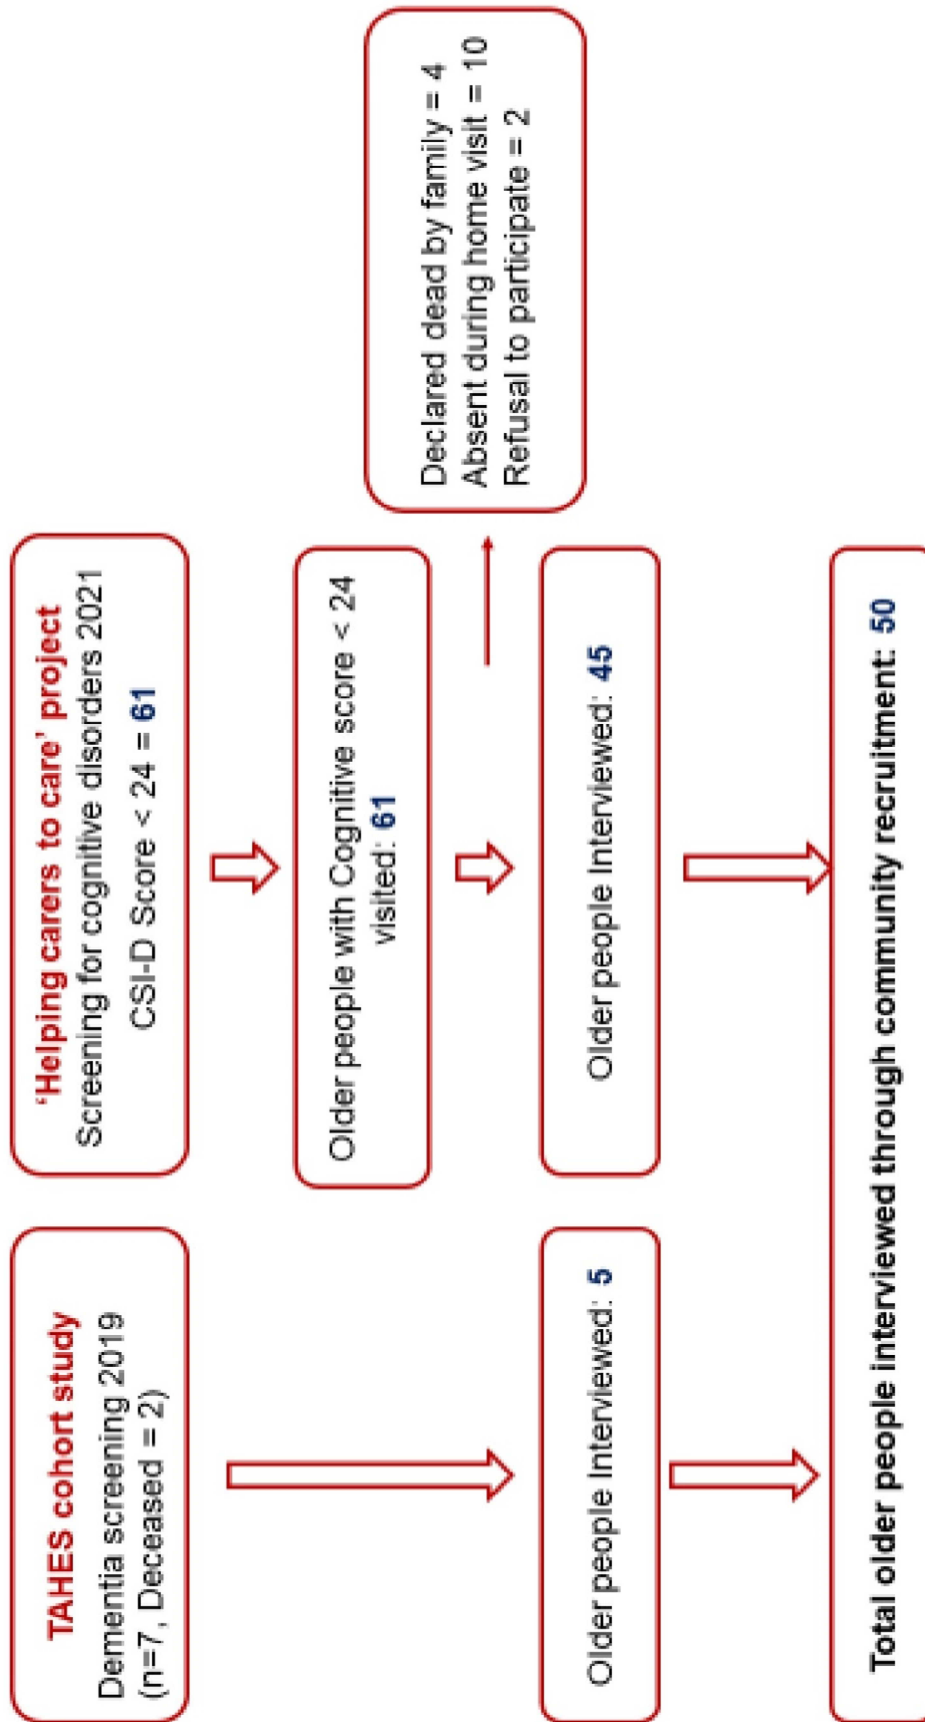 TAHES cohort study
Dementia screening 2019
(n=7, Deceased = 2)
'Helping carers to care' project
Screening for cognitive disorders 2021
CSI-D Score < 24 = 61
Older people with Cognitive score < 24
visited: 61
Declared dead by family = 4
Absent during home visit = 10
Refusal to participate = 2
Older people Interviewed: 5
Older people Interviewed: 45
Total older people interviewed through community recruitment: 50